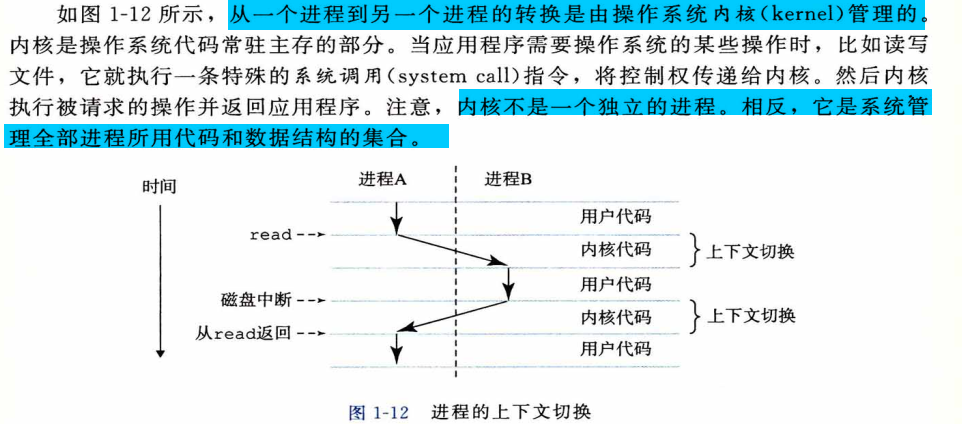 如图 1-12 所示，从一个进程到另一个进程的转换是由操作系统内核(kernel)管理的。
内核是操作系统代码常驻主存的部分。当应用程序需要操作系统的某些操作时，比如读写
文件，它就执行一条特殊的系统调用(system call)指令，将控制权传递给内核。然后内核
执行被请求的操作并返回应用程序。注意，内核不是一个独立的进程。相反，它是系统管
理全部进程所用代码和数据结构的集合。
时间
进程A
进程B
用户代码
read
内核代码
上下文切换
用户代码
磁盘中断
内核代码
上下文切换
从read返回
用户代码
图 1-12 进程的上下文切换